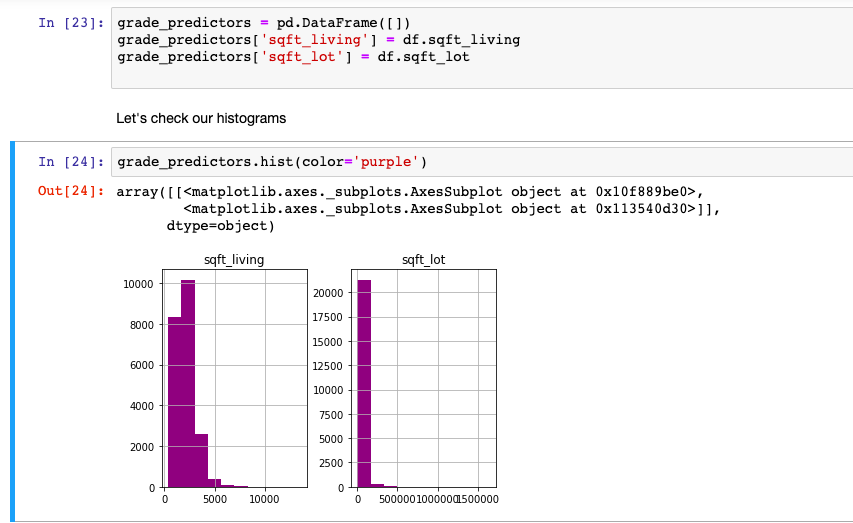 In [23]: grade_predictors = pd.DataFrame([])
grade_predictors['sqft_living'] = df.sqft_living
grade_predictors['sqft_lot'] = df.sqft_lot
Let's check our histograms
In [24]: grade_predictors.hist(color='purple')
Out[24]: array([[<matplotlib.axes._subplots.AxesSubplot object at 0x10f889be0>,
<matplotlib.axes._subplots.AxesSubplot object at 0x113540d30>]],
dtype=object)
sqft_living
10000
8000
6000
4000
2000
0
0 5000 10000
sqft_lot
20000
17500
15000
12500
10000
7500
5000
2500
0
0 500000 1000000 1500000